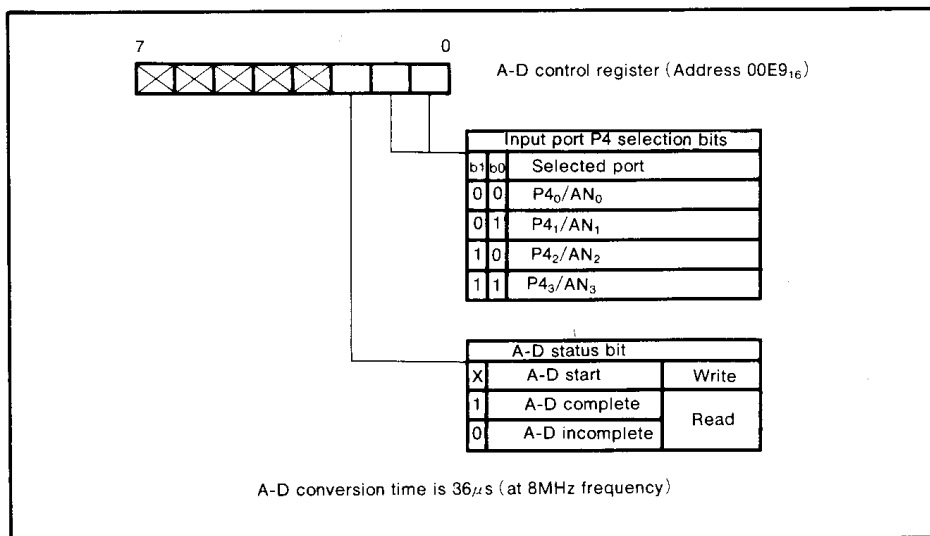 7 0
A-D control register (Address 00E9₁₆)
Input port P4 selection bits
b1 b0 Selected port
0 0 P4₀/AN₀
0 1 P4₁/AN₁
1 0 P4₂/AN₂
1 1 P4₃/AN₃
A-D status bit
X A-D start Write
1 A-D complete Read
0 A-D incomplete
A-D conversion time is 36μs (at 8MHz frequency)